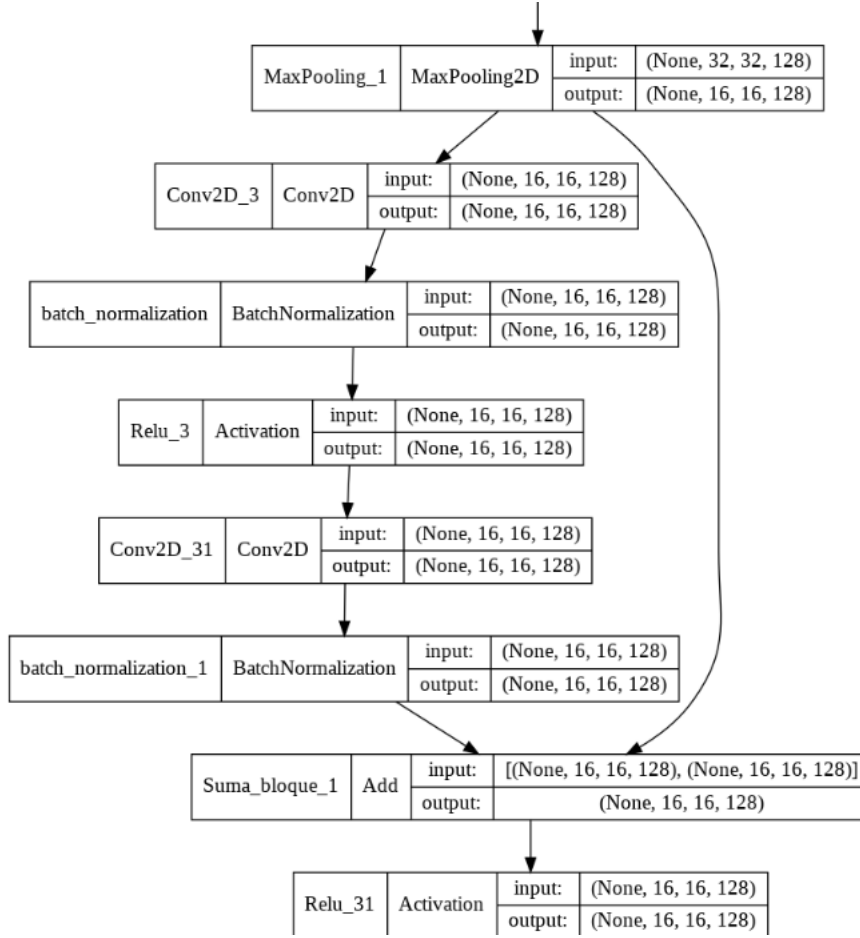 MaxPooling_1 MaxPooling2D input: (None, 32, 32, 128)
output: (None, 16, 16, 128)
Conv2D_3 Conv2D input: (None, 16, 16, 128)
output: (None, 16, 16, 128)
batch_normalization BatchNormalization input: (None, 16, 16, 128)
output: (None, 16, 16, 128)
Relu_3 Activation input: (None, 16, 16, 128)
output: (None, 16, 16, 128)
Conv2D_31 Conv2D input: (None, 16, 16, 128)
output: (None, 16, 16, 128)
batch_normalization_1 BatchNormalization input: (None, 16, 16, 128)
output: (None, 16, 16, 128)
Suma_bloque_1 Add input: [(None, 16, 16, 128), (None, 16, 16, 128)]
output: (None, 16, 16, 128)
Relu_31 Activation input: (None, 16, 16, 128)
output: (None, 16, 16, 128)